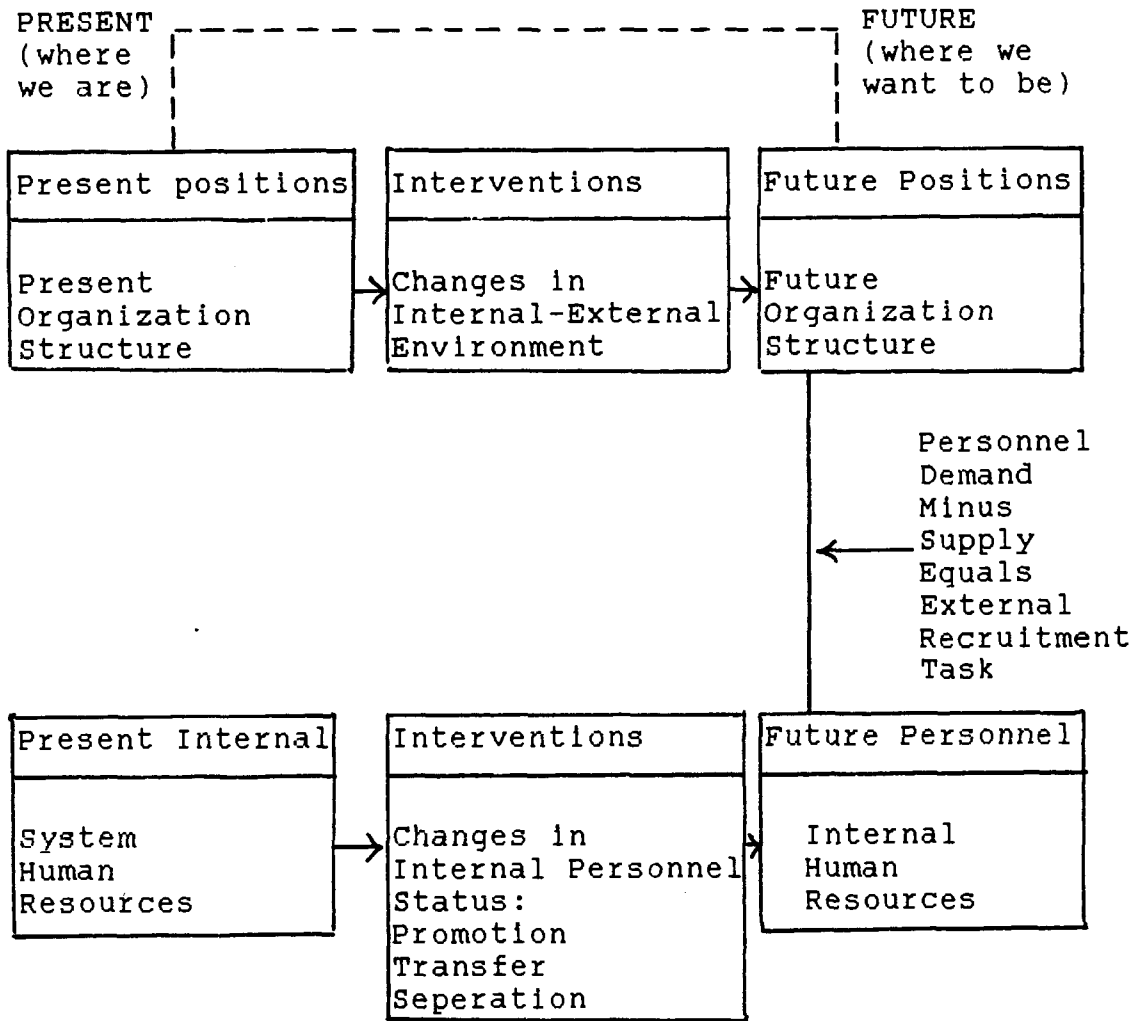 PRESENT
(where
we are)
FUTURE
(where we
want to be)
Present positions
Present
Organization
Structure
Interventions
Changes in
Internal-External
Environment
Future Positions
Future
Organization
Structure
Personnel
Demand
Minus
Supply
Equals
External
Recruitment
Task
Present Internal
System
Human
Resources
Interventions
Changes in
Internal Personnel
Status:
Promotion
Transfer
Seperation
Future Personnel
Internal
Human
Resources